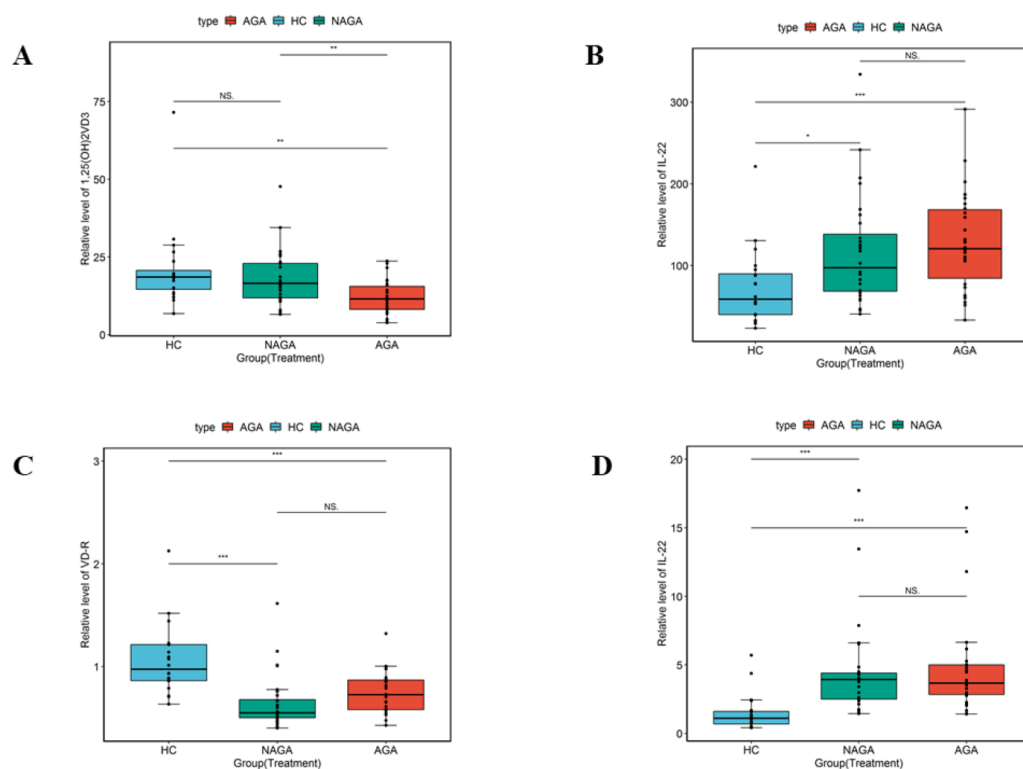 A
type AGA HC NAGA
**
NS.
**
75
50
25
0
Relative level of 1,25(OH)2VD3
HC NAGA AGA
Group(Treatment)
B
type AGA HC NAGA
NS.
***
*
300
200
100
Relative level of IL-22
HC NAGA AGA
Group(Treatment)
C
type AGA HC NAGA
***
NS.
***
3
2
1
Relative level of VD-R
HC NAGA AGA
Group(Treatment)
D
type AGA HC NAGA
***
***
NS.
20
15
10
5
0
Relative level of IL-22
HC NAGA AGA
Group(Treatment)